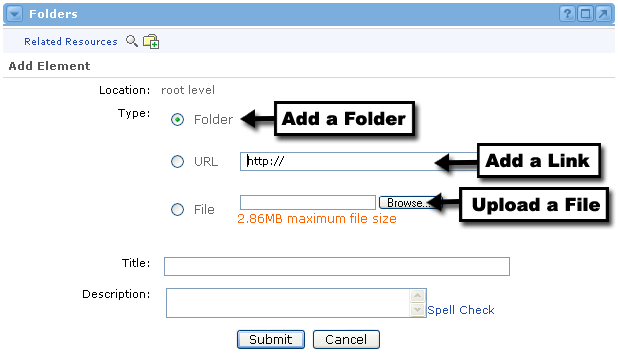 Folders
Related Resources
Add Element
Location: root level
Type: Folder Add a Folder
URL http:// Add a Link
File Browse... Upload a File
2.86MB maximum file size
Title:
Description:
Spell Check
Submit Cancel